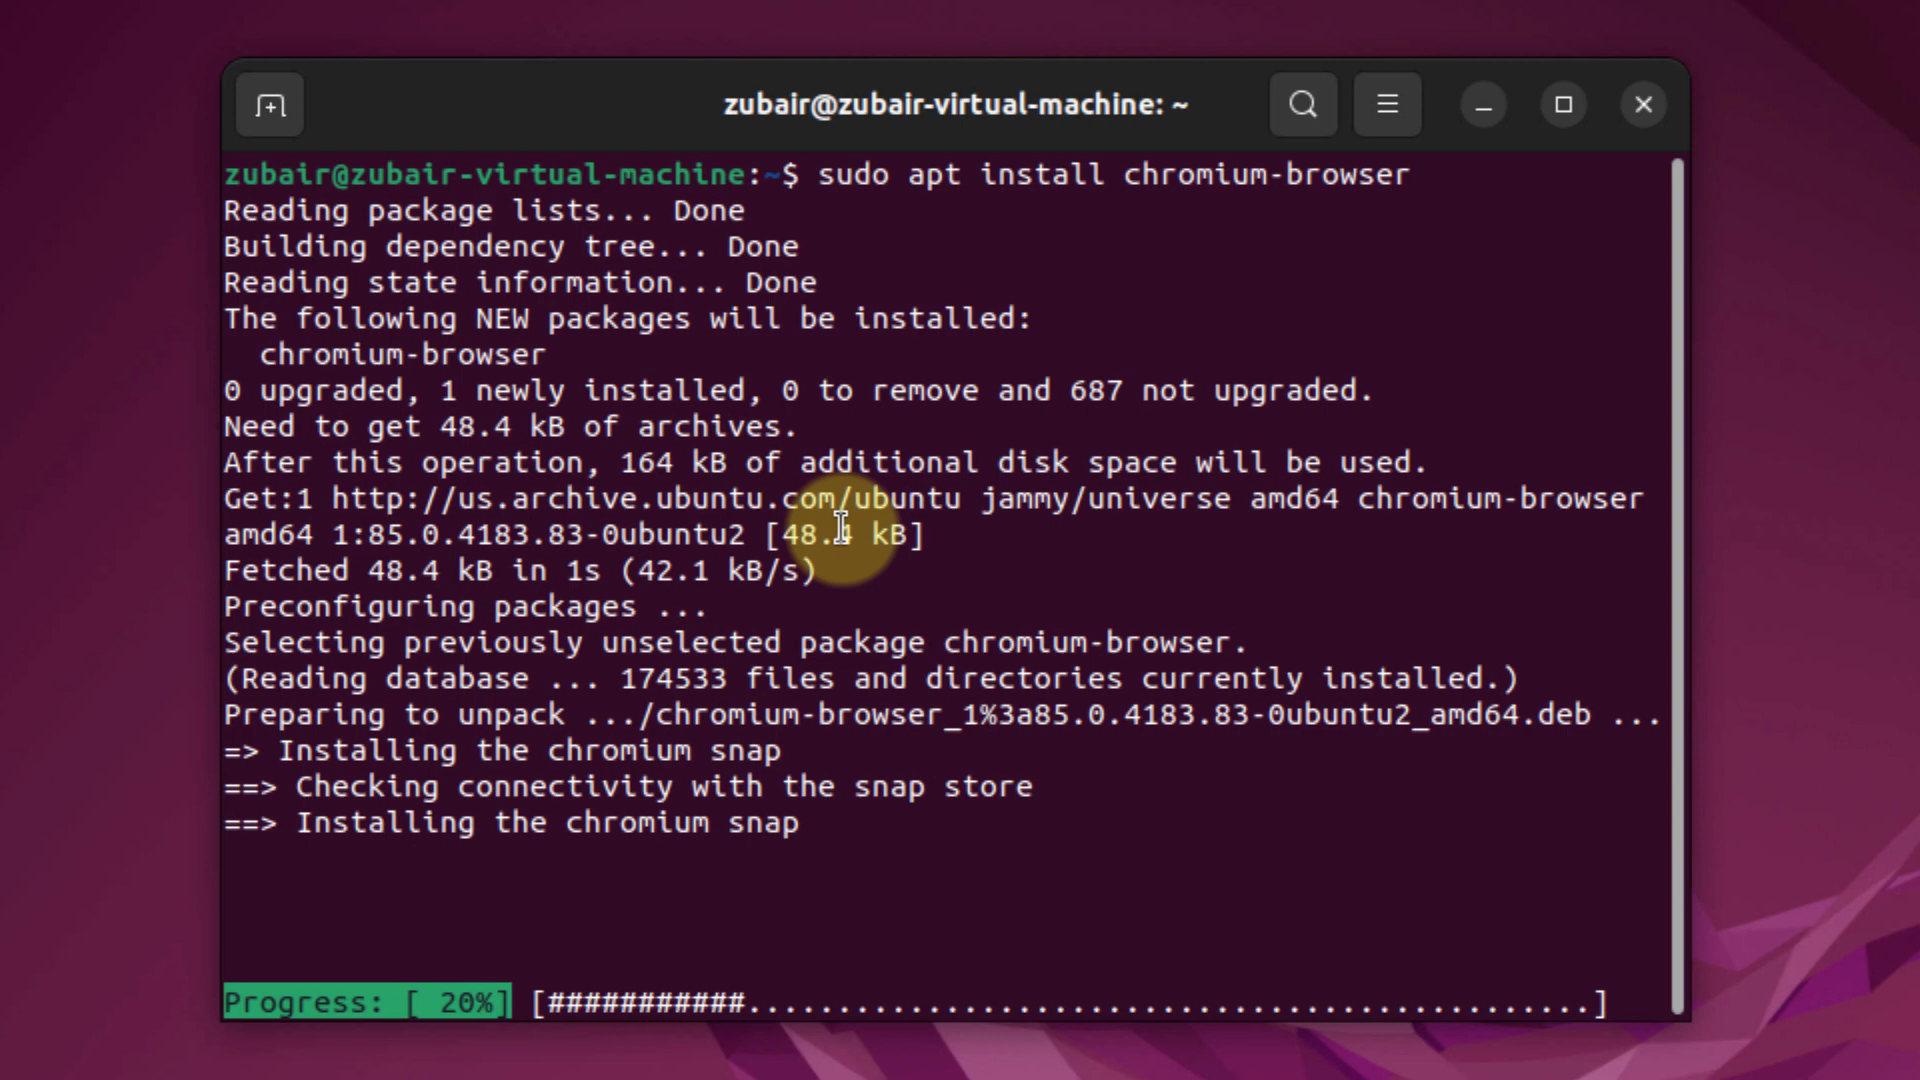 zubair@zubair-virtual-machine: ~
zubair@zubair-virtual-machine:~$ sudo apt install chromium-browser
Reading package lists... Done
Building dependency tree... Done
Reading state information... Done
The following NEW packages will be installed:
  chromium-browser
0 upgraded, 1 newly installed, 0 to remove and 687 not upgraded.
Need to get 48.4 kB of archives.
After this operation, 164 kB of additional disk space will be used.
Get:1 http://us.archive.ubuntu.com/ubuntu jammy/universe amd64 chromium-browser
amd64 1:85.0.4183.83-0ubuntu2 [48.4 kB]
Fetched 48.4 kB in 1s (42.1 kB/s)
Preconfiguring packages ...
Selecting previously unselected package chromium-browser.
(Reading database ... 174533 files and directories currently installed.)
Preparing to unpack .../chromium-browser_1%3a85.0.4183.83-0ubuntu2_amd64.deb ...
=> Installing the chromium snap
==> Checking connectivity with the snap store
==> Installing the chromium snap
Progress: [ 20%] [###########...............................................]